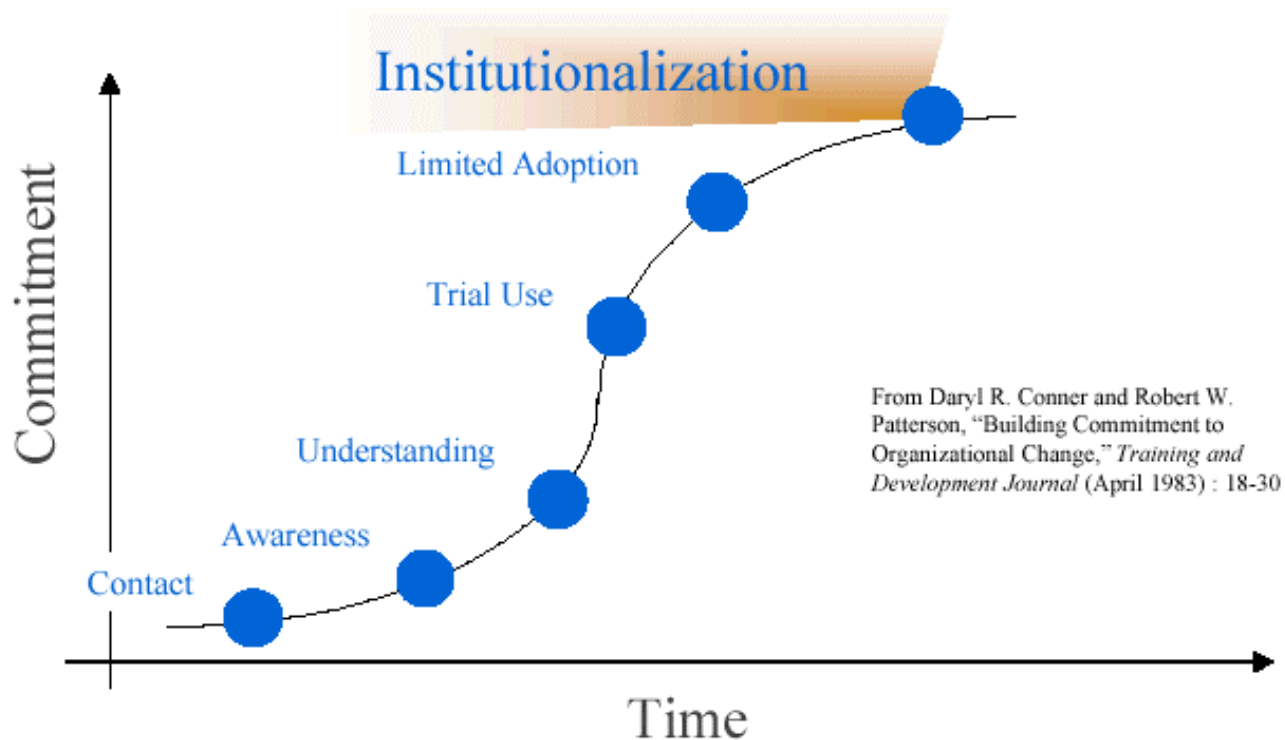 Institutionalization
Limited Adoption
Trial Use
Understanding
Awareness
Contact
Commitment
Time
From Daryl R. Conner and Robert W.
Patterson, “Building Commitment to
Organizational Change,” Training and
Development Journal (April 1983) : 18-30